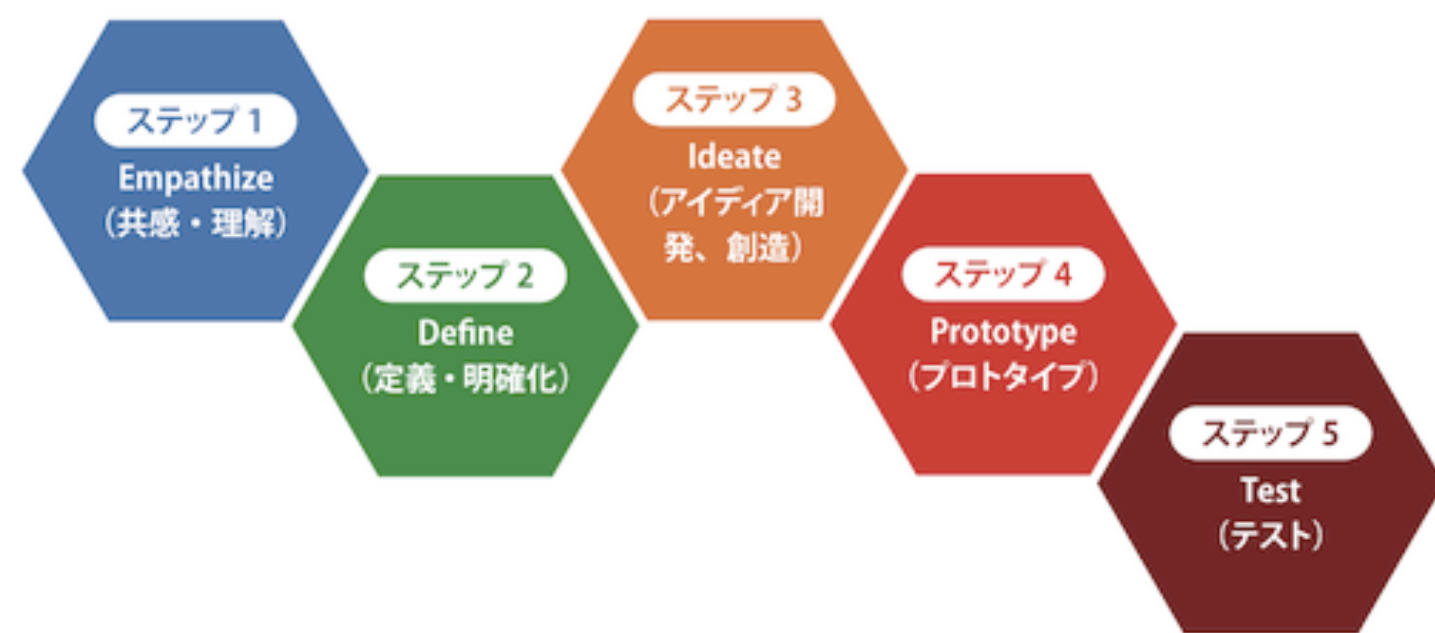 ステップ 1
Empathize
（共感・理解）
ステップ 2
Define
（定義・明確化）
ステップ 3
Ideate
（アイディア開
発、創造）
ステップ 4
Prototype
（プロトタイプ）
ステップ 5
Test
（テスト）